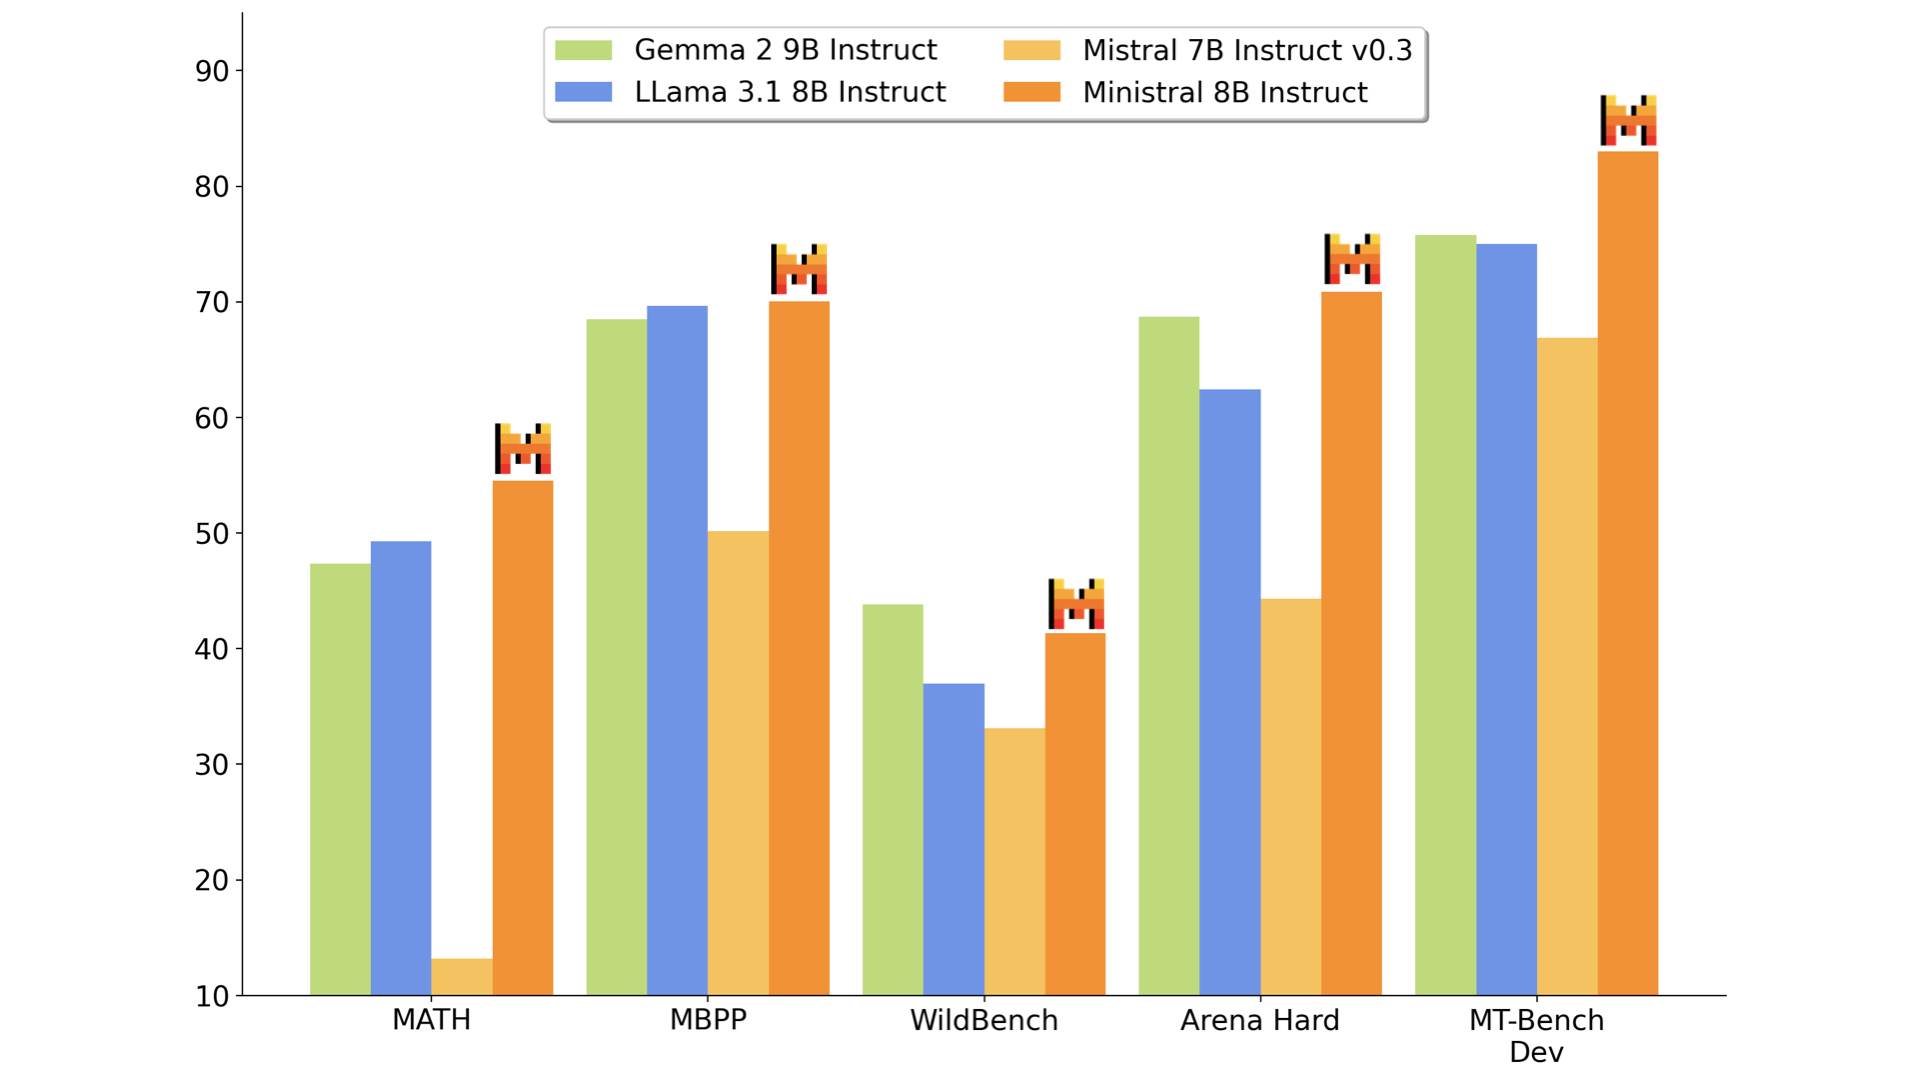 Gemma 2 9B Instruct
LLama 3.1 8B Instruct
Mistral 7B Instruct v0.3
Ministral 8B Instruct
90
80
70
60
50
40
30
20
10
MATH
MBPP
WildBench
Arena Hard
MT-Bench
Dev